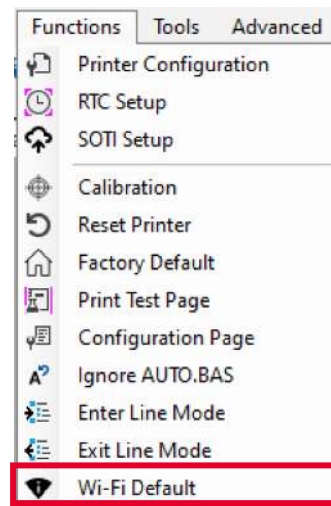 Functions Tools Advanced
Printer Configuration
RTC Setup
SOTI Setup
Calibration
Reset Printer
Factory Default
Print Test Page
Configuration Page
Ignore AUTO.BAS
Enter Line Mode
Exit Line Mode
Wi-Fi Default